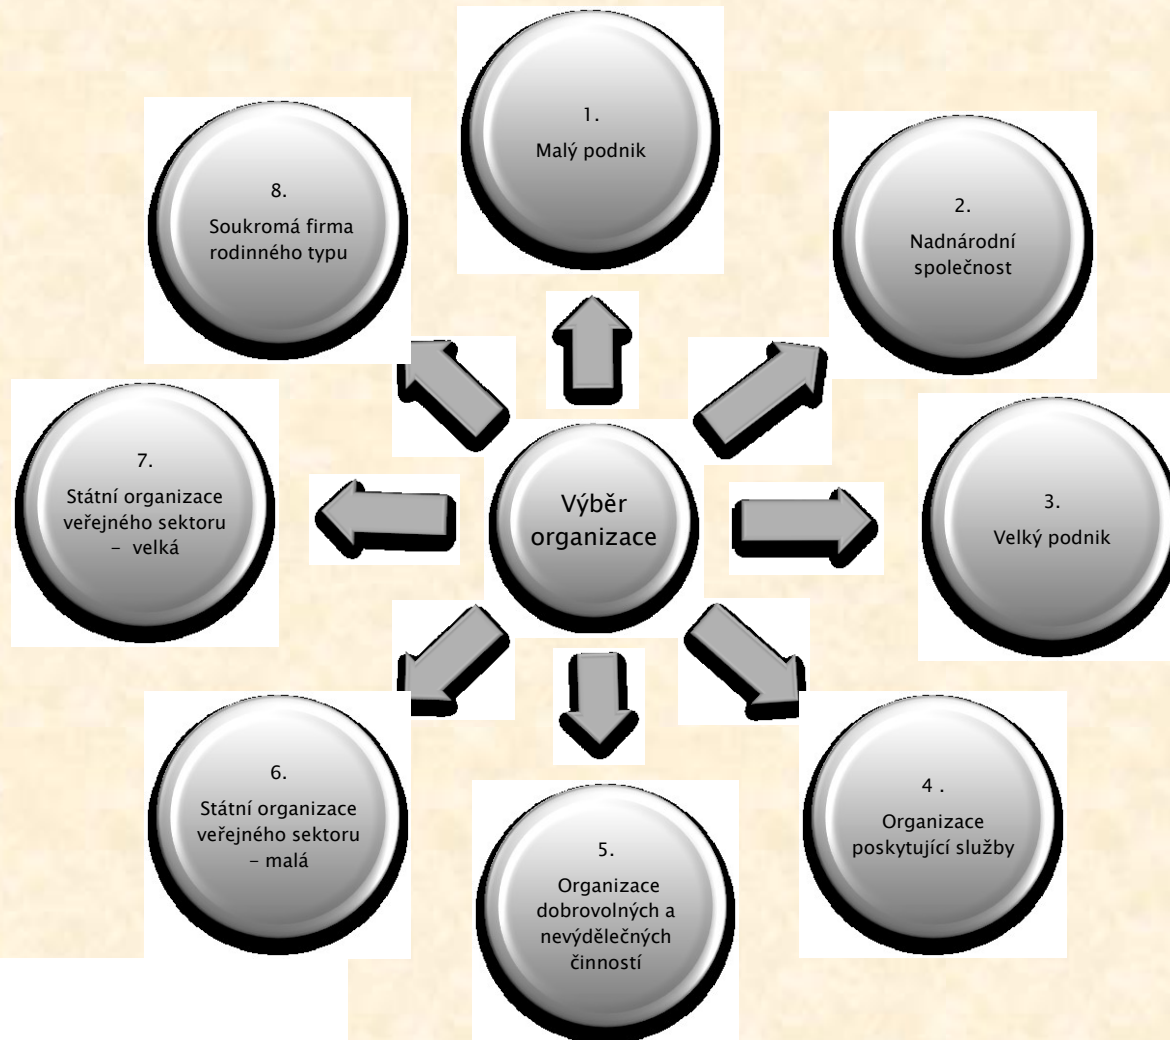 1.
Malý podnik
8.
Soukromá firma
rodinného typu
2.
Nadnárodní
společnost
7.
Státní organizace
veřejného sektoru
– velká
Výběr
organizace
3.
Velký podnik
6.
Státní organizace
veřejného sektoru
– malá
4 .
Organizace
poskytující služby
5.
Organizace
dobrovolných a
nevýdělečných
činností